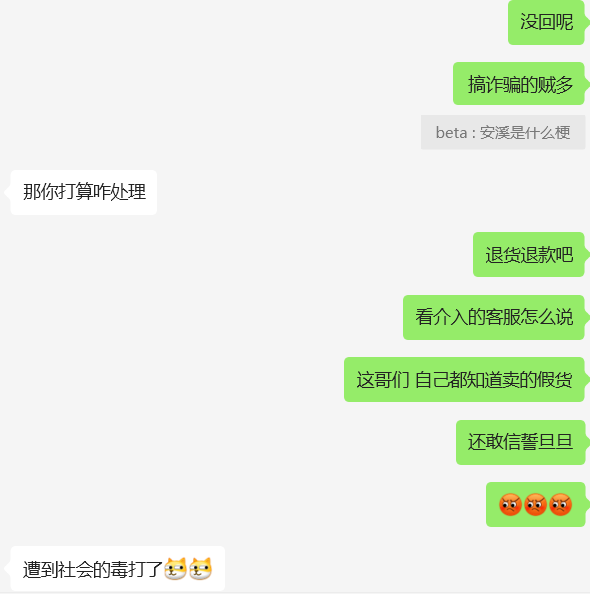 没回呢
搞诈骗的贼多
beta : 安溪是什么梗
那你打算咋处理
退货退款吧
看介入的客服怎么说
这哥们 自己都知道卖的假货
还敢信誓旦旦
遭到社会的毒打了